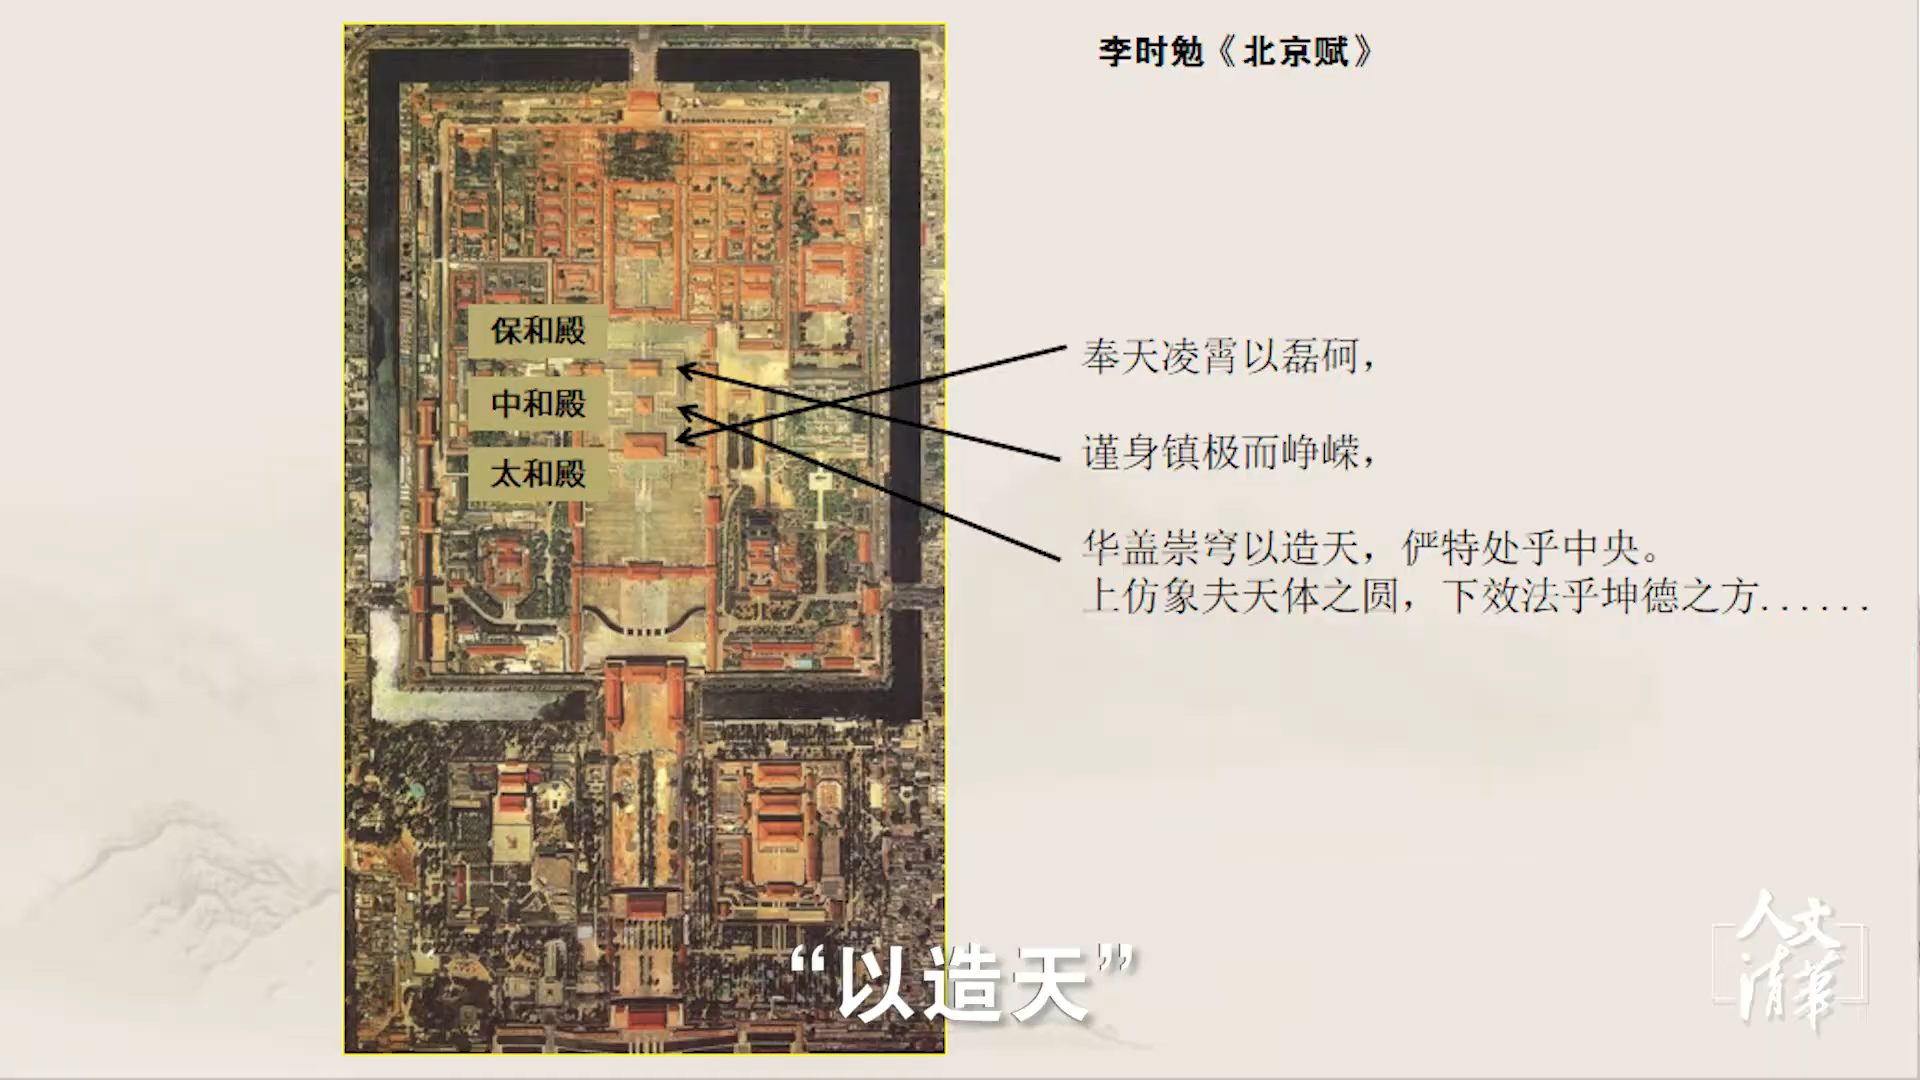 李时勉《北京赋》
保和殿
中和殿
太和殿
奉天凌霄以磊砢，
谨身镇极而峥嵘，
华盖崇穹以造天，俨特处乎中央。
上仿象夫天体之圆，下效法乎坤德之方......
“以造天”
人文
清华